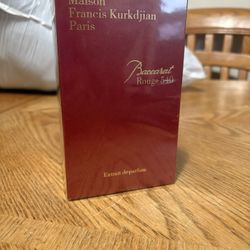 Maison
Francis Kurkdjian
Paris
Baccarat
Rouge 540
Extrait de parfum